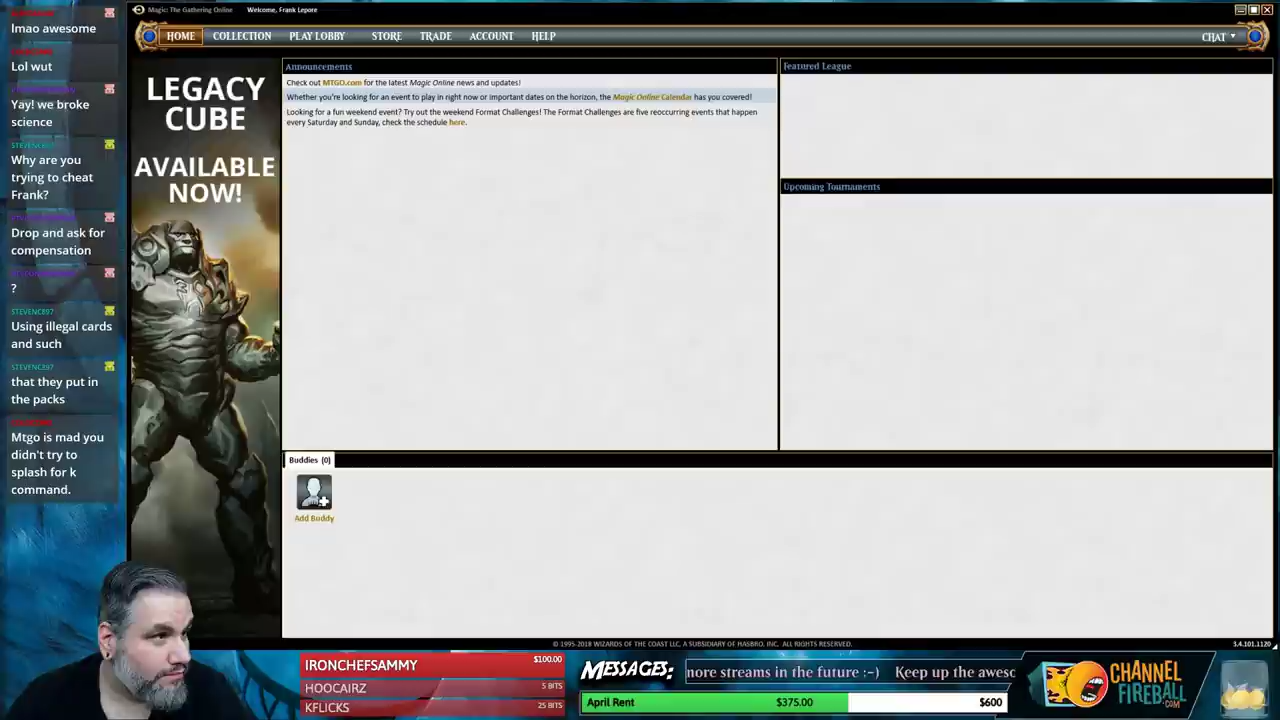 lmao awesome
Lol wut
Yay! we broke
science
STEVENC897
Why are you
trying to cheat
Frank?
Drop and ask for
compensation
?
STEVENC897
Using illegal cards
and such
STEVENC897
that they put in
the packs
Mtgo is mad you
didn't try to
splash for k
command.
Magic: The Gathering Online Welcome, Frank Lepore
HOME COLLECTION PLAY LOBBY STORE TRADE ACCOUNT HELP CHAT
LEGACY
CUBE
AVAILABLE
NOW!
Announcements
Check out MTGO.com for the latest Magic Online news and updates!
Whether you're looking for an event to play in right now or important dates on the horizon, the Magic Online Calendar has you covered!
Looking for a fun weekend event? Try out the weekend Format Challenges! The Format Challenges are five reoccurring events that happen
every Saturday and Sunday, check the schedule here.
Featured League
Upcoming Tournaments
Buddies (0)
Add Buddy
© 1995-2018 WIZARDS OF THE COAST LLC, A SUBSIDIARY OF HASBRO, INC. ALL RIGHTS RESERVED.
3.4.101.1120
IRONCHEFSAMMY $100.00
HOOCAIRZ 5 BITS
KFLICKS 25 BITS
MESSAGES: more streams in the future :-) Keep up the aweso
April Rent $375.00 $600
CHANNEL
FIREBALL
.COM